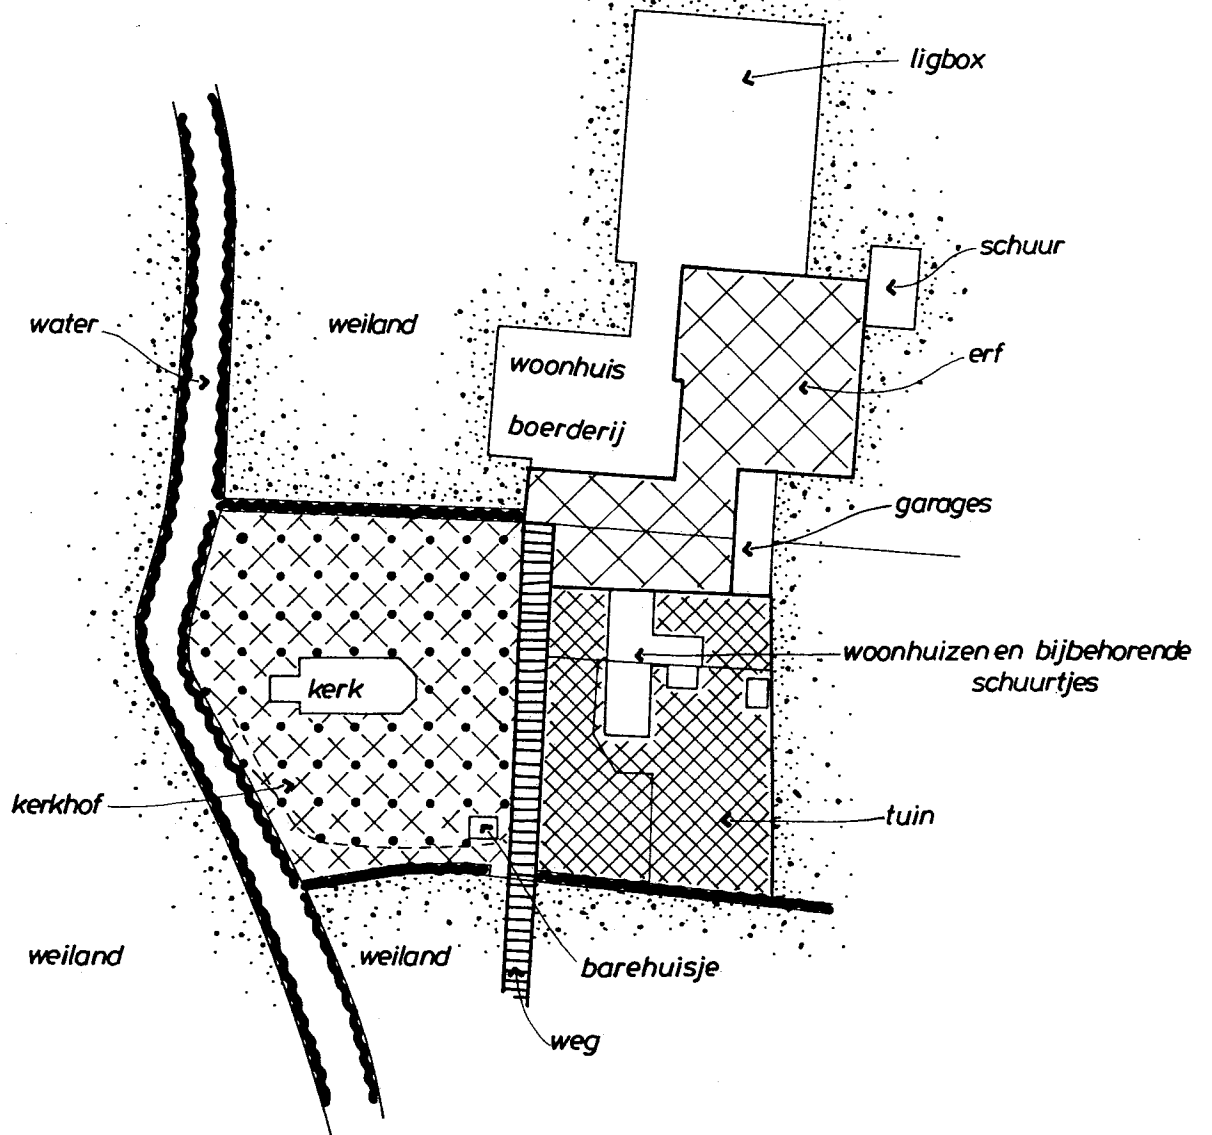 ligbox
schuur
water
weiland
erf
woonhuis
boerderij
garages
woonhuizen en bijbehorende
schuurtjes
kerk
kerkhof
tuin
weiland
weiland
barehuisje
weg